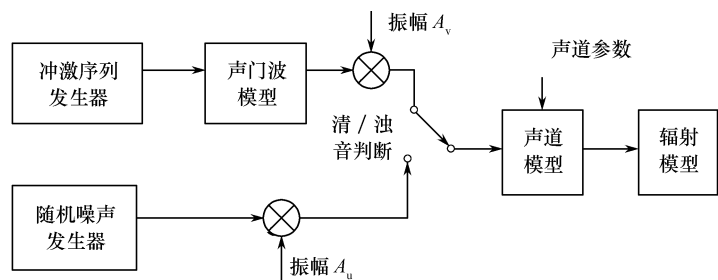 振幅 Av
声道参数
冲激序列
发生器
声门波
模型
清 / 浊
音判断
声道
模型
辐射
模型
随机噪声
发生器
振幅 Au